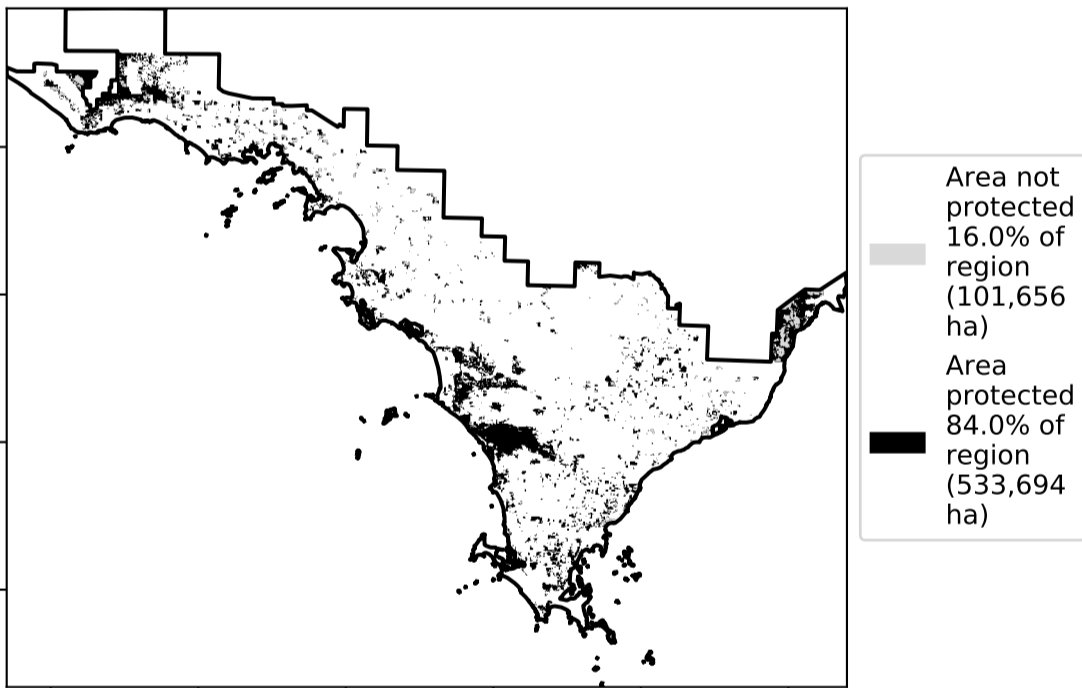 Area not
protected
16.0% of
region
(101,656
ha)
Area
protected
84.0% of
region
(533,694
ha)